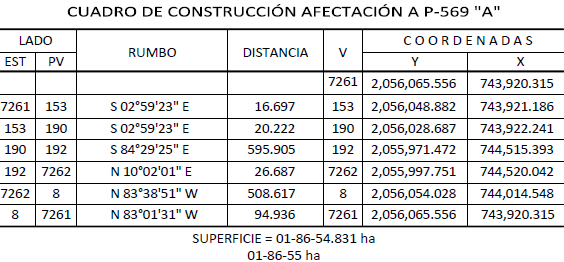 CUADRO DE CONSTRUCCIÓN AFECTACIÓN A P-569 "A"
LADO RUMBO DISTANCIA V COORDENADAS
EST PV Y X
7261 2,056,065.556 743,920.315
7261 153 S 02°59'23" E 16.697 153 2,056,048.882 743,921.186
153 190 S 02°59'23" E 20.222 190 2,056,028.687 743,922.241
190 192 S 84°29'25" E 595.905 192 2,055,971.472 744,515.393
192 7262 N 10°02'01" E 26.687 7262 2,055,997.751 744,520.042
7262 8 N 83°38'51" W 508.617 8 2,056,054.028 744,014.548
8 7261 N 83°01'31" W 94.936 7261 2,056,065.556 743,920.315
SUPERFICIE = 01-86-54.831 ha
01-86-55 ha